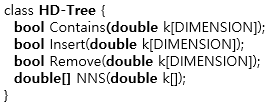 class HD-Tree {
bool Contains(double k[DIMENSION]);
bool Insert(double k[DIMENSION]);
bool Remove(double k[DIMENSION]);
double[] NNS(double k[]);
}